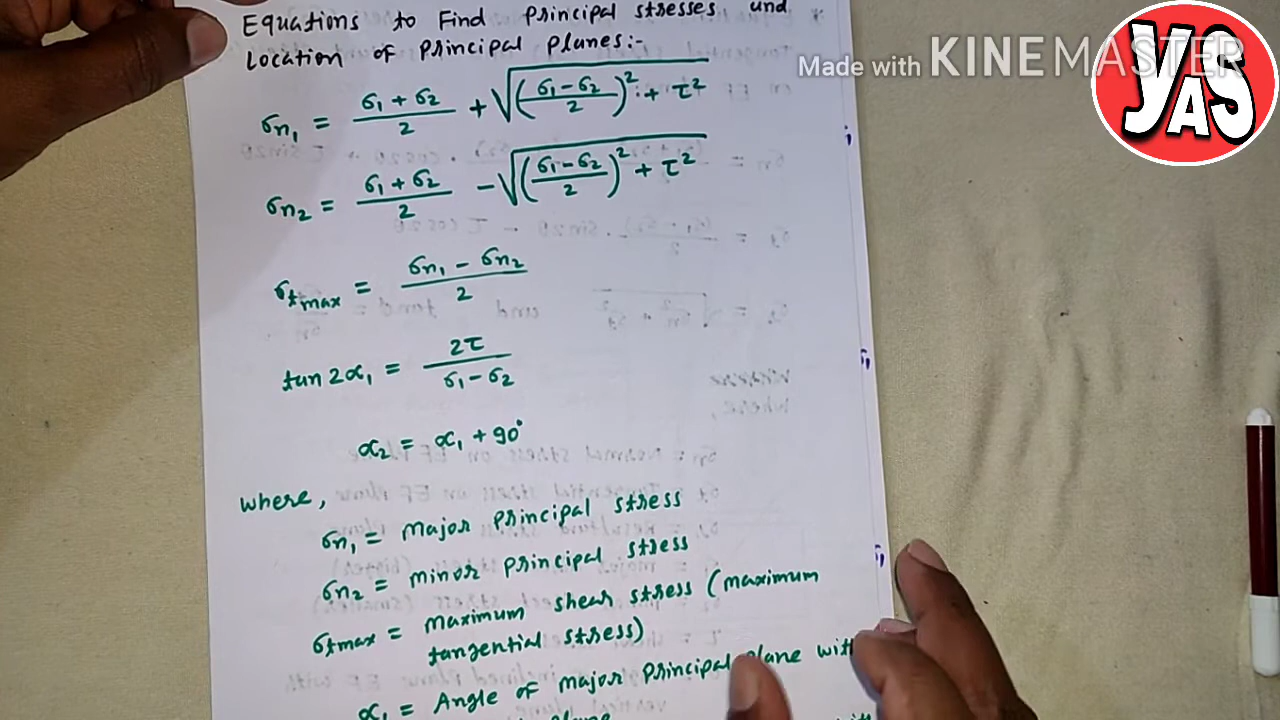 Equations to Find principal stresses and
Location of principal planes:-
σn₁ = (σ₁ + σ₂)/2 + √(((σ₁ - σ₂)/2)² + τ²)
σn₂ = (σ₁ + σ₂)/2 - √(((σ₁ - σ₂)/2)² + τ²)
σtmax = (σn₁ - σn₂)/2
tan 2α₁ = 2τ/(σ₁ - σ₂)
α₂ = α₁ + 90°
where,
σn₁ = Major principal stress
σn₂ = minor principal stress
σtmax = maximum shear stress (maximum
tangential stress)
α₁ = Angle of major principal plane with
plane
Made with KINEMASTER
YAS